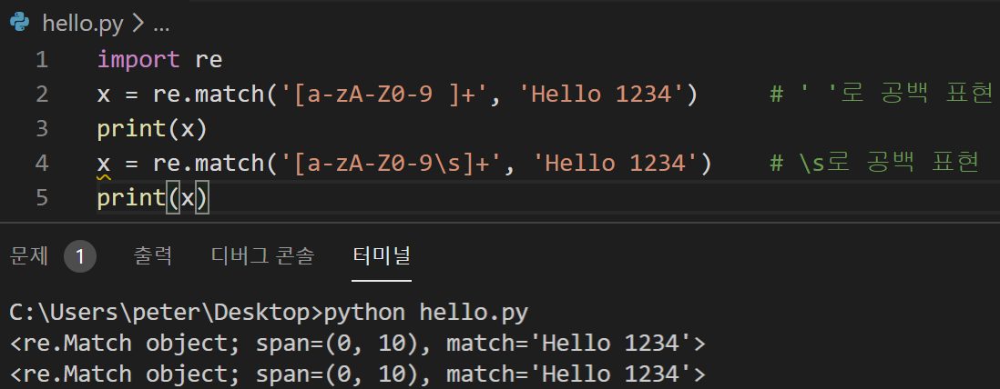 hello.py > ...
1 import re
2 x = re.match('[a-zA-Z0-9 ]+', 'Hello 1234') # ' '로 공백 표현
3 print(x)
4 x = re.match('[a-zA-Z0-9\s]+', 'Hello 1234') # \s로 공백 표현
5 print(x)
문제 1 출력 디버그 콘솔 터미널
C:\Users\peter\Desktop>python hello.py
<re.Match object; span=(0, 10), match='Hello 1234'>
<re.Match object; span=(0, 10), match='Hello 1234'>